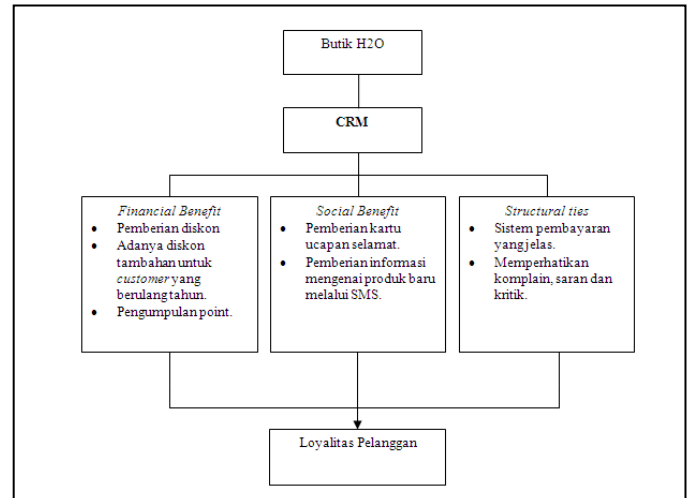 Butik H2O
CRM
Financial Benefit
• Pemberian diskon
• Adanya diskon
tambahan untuk
customer yang
berulang tahun.
• Pengumpulan point.
Social Benefit
• Pemberian kartu
ucapan selamat.
• Pemberian informasi
mengenai produk baru
melalui SMS.
Structural ties
• Sistem pembayaran
yang jelas.
• Memperhatikan
komplain, saran dan
kritik.
Loyalitas Pelanggan